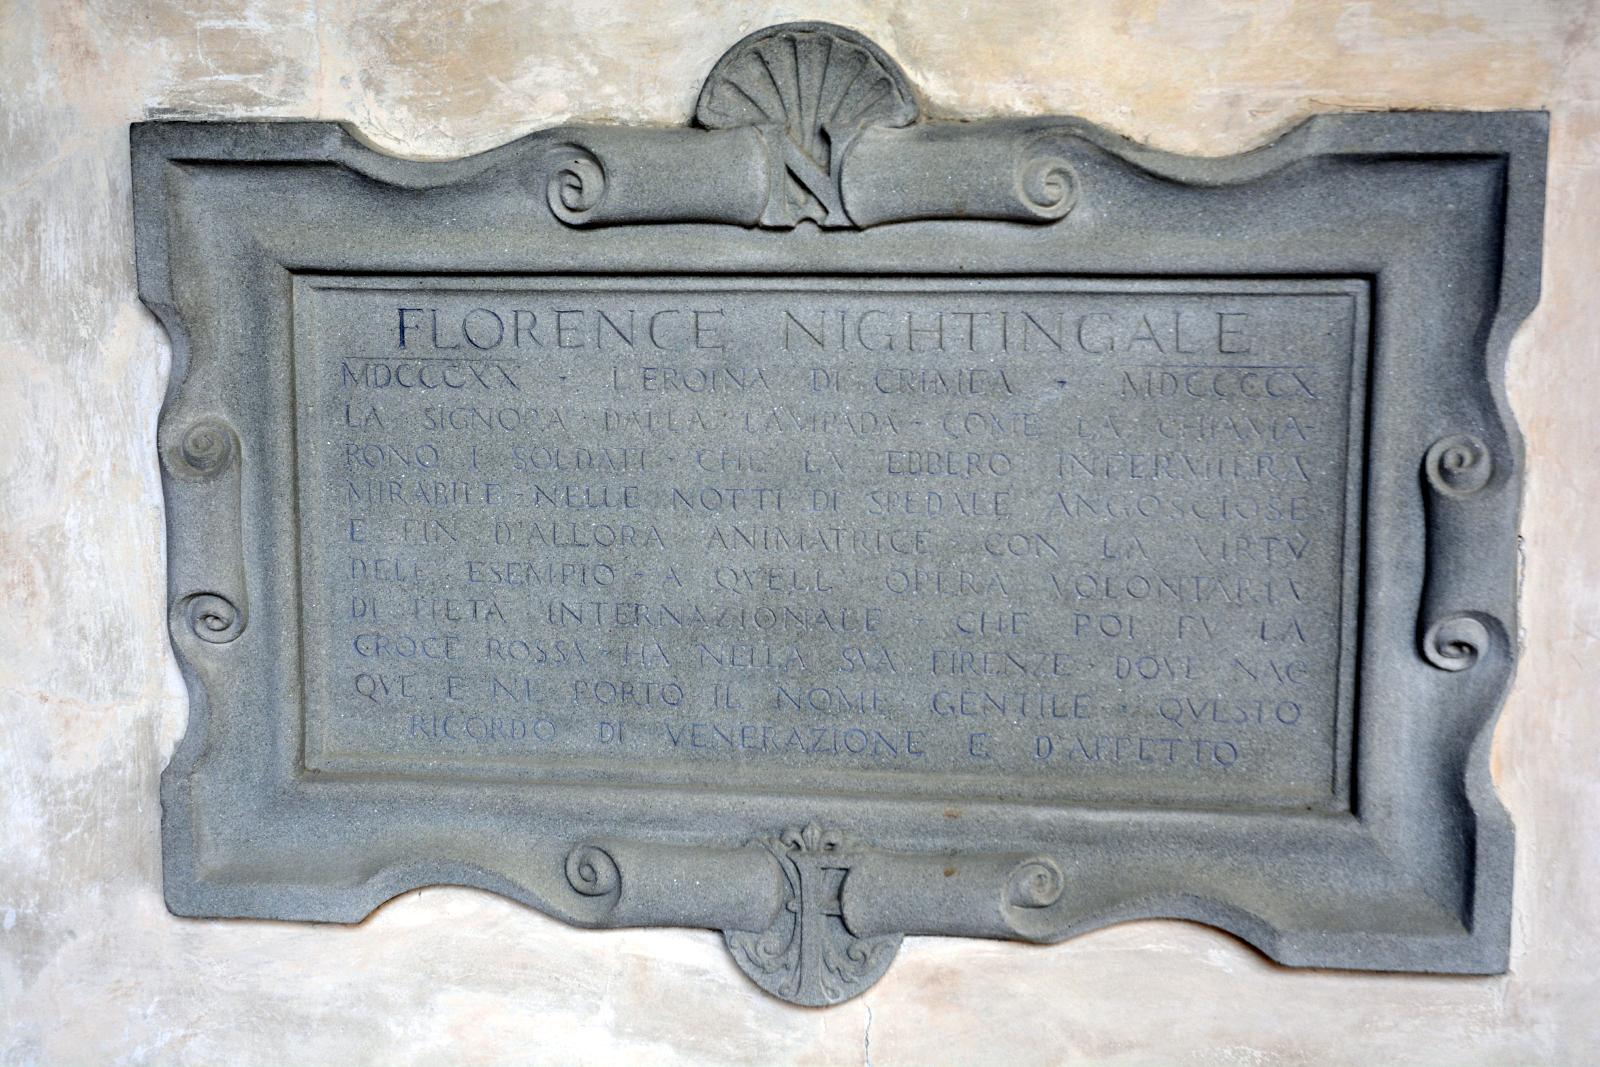 N
FLORENCE NIGHTINGALE
MDCCCXX - L'EROINA DI CRIMEA - MDCCCCX
LA SIGNORA DALLA LAMPADA - COME LA CHIAMA-
RONO I SOLDATI - CHE LA EBBERO INFERMIERA
MIRABILE - NELLE NOTTI DI SPEDALE ANGOSCIOSE
E FIN D'ALLORA ANIMATRICE - CON LA VIRTV
DELL' ESEMPIO - A QVELL' OPERA VOLONTARIA
DI PIETA INTERNAZIONALE CHE POI FV LA
CROCE ROSSA - HA NELLA SVA FIRENZE - DOVE NAC
QVE E NE PORTO IL NOME GENTILE - QVESTO
RICORDO DI VENERAZIONE E D'AFFETTO
F